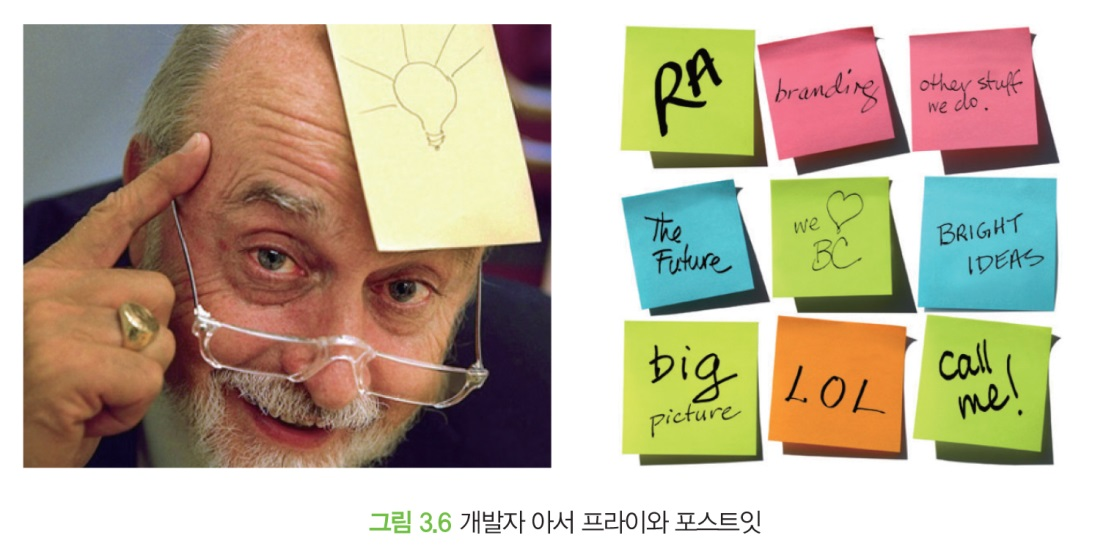 RA
branding
other stuff
we do.
The
Future
we ♡
BC
BRIGHT
IDEAS
big
picture
LOL
call
me!
그림 3.6 개발자 아서 프라이와 포스트잇